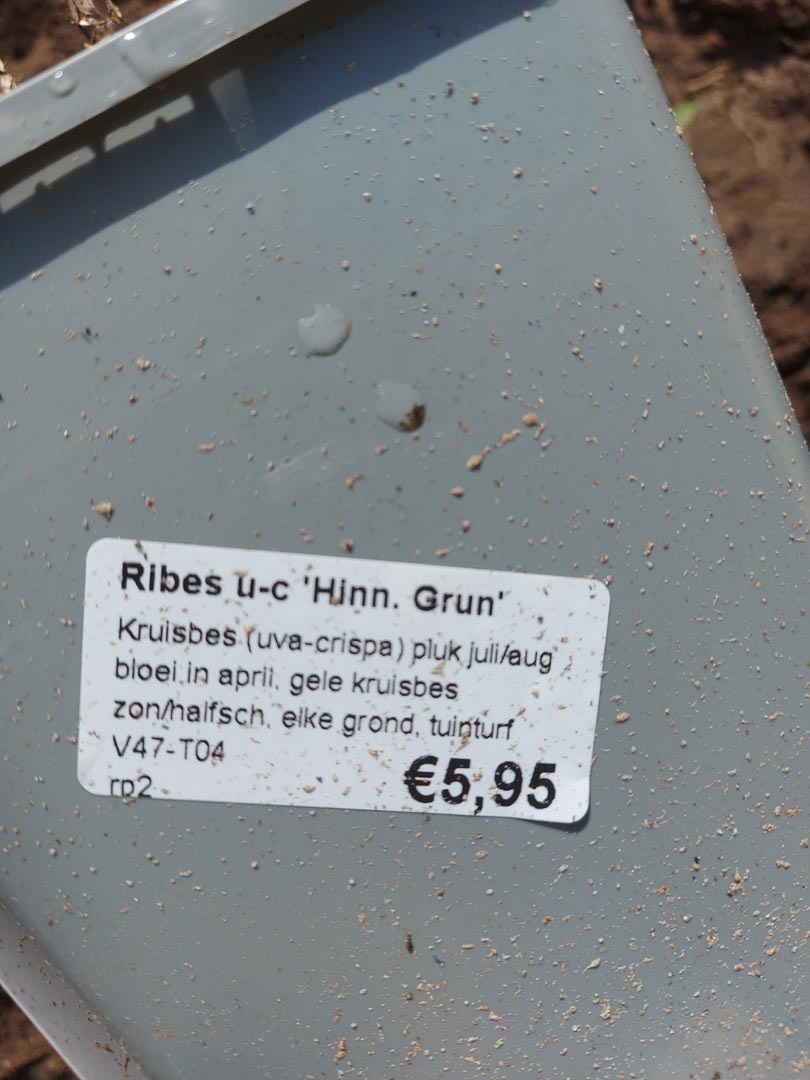 Ribes u-c 'Hinn. Grun'
Kruisbes (uva-crispa) pluk juli/aug
bloei in april. gele kruisbes
zon/halfsch. elke grond, tuinturf
V47-T04
rp2 €5,95